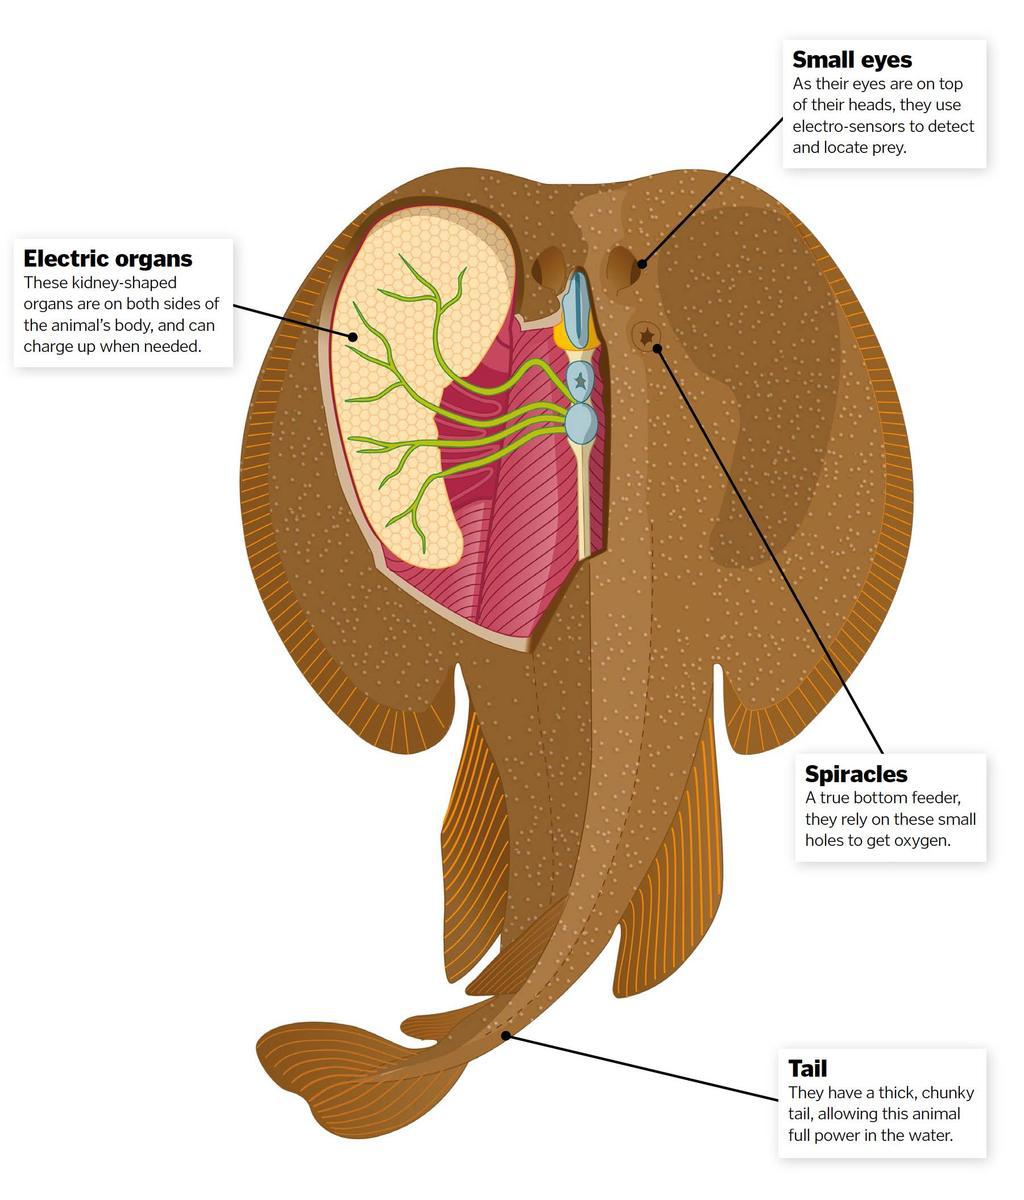 Small eyes
As their eyes are on top
of their heads, they use
electro-sensors to detect
and locate prey.
Electric organs
These kidney-shaped
organs are on both sides of
the animal’s body, and can
charge up when needed.
Spiracles
A true bottom feeder,
they rely on these small
holes to get oxygen.
Tail
They have a thick, chunky
tail, allowing this animal
full power in the water.